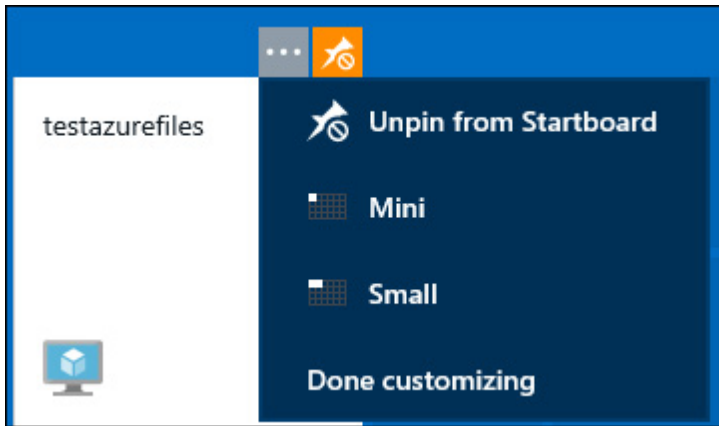 testazurefiles
Unpin from Startboard
Mini
Small
Done customizing